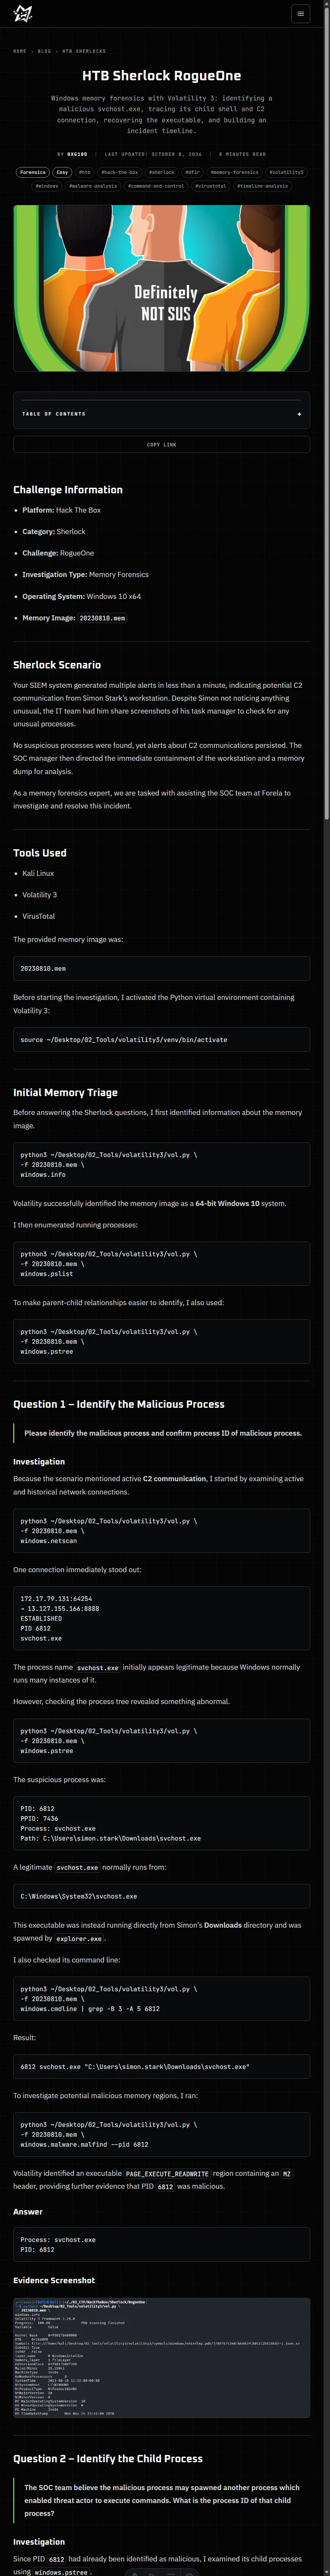 HOME › BLOG › HTB SHERLOCKS
HTB Sherlock RogueOne
Windows memory forensics with Volatility 3: identifying a
malicious svchost.exe, tracing its child shell and C2
connection, recovering the executable, and building an
incident timeline.
BY 0XG10D | LAST UPDATED: OCTOBER 8, 2026 | 8 MINUTES READ
Forensics Easy #htb #hack-the-box #sherlock #dfir #memory-forensics #volatility3
#windows #malware-analysis #command-and-control #virustotal #timeline-analysis
Definitely
NOT SUS
TABLE OF CONTENTS +
COPY LINK
Challenge Information
• Platform: Hack The Box
• Category: Sherlock
• Challenge: RogueOne
• Investigation Type: Memory Forensics
• Operating System: Windows 10 x64
• Memory Image: 20230810.mem
Sherlock Scenario
Your SIEM system generated multiple alerts in less than a minute, indicating potential C2
communication from Simon Stark's workstation. Despite Simon not noticing anything
unusual, the IT team had him share screenshots of his task manager to check for any
unusual processes.
No suspicious processes were found, yet alerts about C2 communications persisted. The
SOC manager then directed the immediate containment of the workstation and a memory
dump for analysis.
As a memory forensics expert, we are tasked with assisting the SOC team at Forela to
investigate and resolve this incident.
Tools Used
• Kali Linux
• Volatility 3
• VirusTotal
The provided memory image was:
20230810.mem
Before starting the investigation, I activated the Python virtual environment containing
Volatility 3:
source ~/Desktop/02_Tools/volatility3/venv/bin/activate
Initial Memory Triage
Before answering the Sherlock questions, I first identified information about the memory
image.
python3 ~/Desktop/02_Tools/volatility3/vol.py \
-f 20230810.mem \
windows.info
Volatility successfully identified the memory image as a 64-bit Windows 10 system.
I then enumerated running processes:
python3 ~/Desktop/02_Tools/volatility3/vol.py \
-f 20230810.mem \
windows.pslist
To make parent-child relationships easier to identify, I also used:
python3 ~/Desktop/02_Tools/volatility3/vol.py \
-f 20230810.mem \
windows.pstree
Question 1 – Identify the Malicious Process
Please identify the malicious process and confirm process ID of malicious process.
Investigation
Because the scenario mentioned active C2 communication, I started by examining active
and historical network connections.
python3 ~/Desktop/02_Tools/volatility3/vol.py \
-f 20230810.mem \
windows.netscan
One connection immediately stood out:
172.17.79.131:64254
→ 13.127.155.166:8888
ESTABLISHED
PID 6812
svchost.exe
The process name svchost.exe initially appears legitimate because Windows normally
runs many instances of it.
However, checking the process tree revealed something abnormal.
python3 ~/Desktop/02_Tools/volatility3/vol.py \
-f 20230810.mem \
windows.pstree
The suspicious process was:
PID: 6812
PPID: 7436
Process: svchost.exe
Path: C:\Users\simon.stark\Downloads\svchost.exe
A legitimate svchost.exe normally runs from:
C:\Windows\System32\svchost.exe
This executable was instead running directly from Simon's Downloads directory and was
spawned by explorer.exe.
I also checked its command line:
python3 ~/Desktop/02_Tools/volatility3/vol.py \
-f 20230810.mem \
windows.cmdline | grep -B 3 -A 5 6812
Result:
6812 svchost.exe "C:\Users\simon.stark\Downloads\svchost.exe"
To investigate potential malicious memory regions, I ran:
python3 ~/Desktop/02_Tools/volatility3/vol.py \
-f 20230810.mem \
windows.malware.malfind --pid 6812
Volatility identified an executable PAGE_EXECUTE_READWRITE region containing an MZ
header, providing further evidence that PID 6812 was malicious.
Answer
Process: svchost.exe
PID: 6812
Evidence Screenshot
Question 2 – Identify the Child Process
The SOC team believe the malicious process may spawned another process which
enabled threat actor to execute commands. What is the process ID of that child
process?
Investigation
Since PID 6812 had already been identified as malicious, I examined its child processes
using windows.pstree.